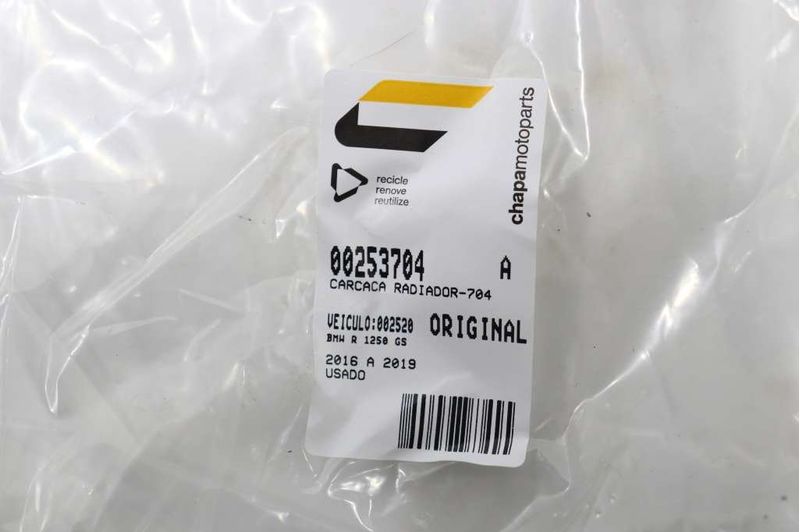 chapamotoparts
recicle
renove
reutilize
00253704 A
CARCACA RADIADOR-704
VEICULO:002520 ORIGINAL
BMW R 1250 GS
2016 A 2019
USADO